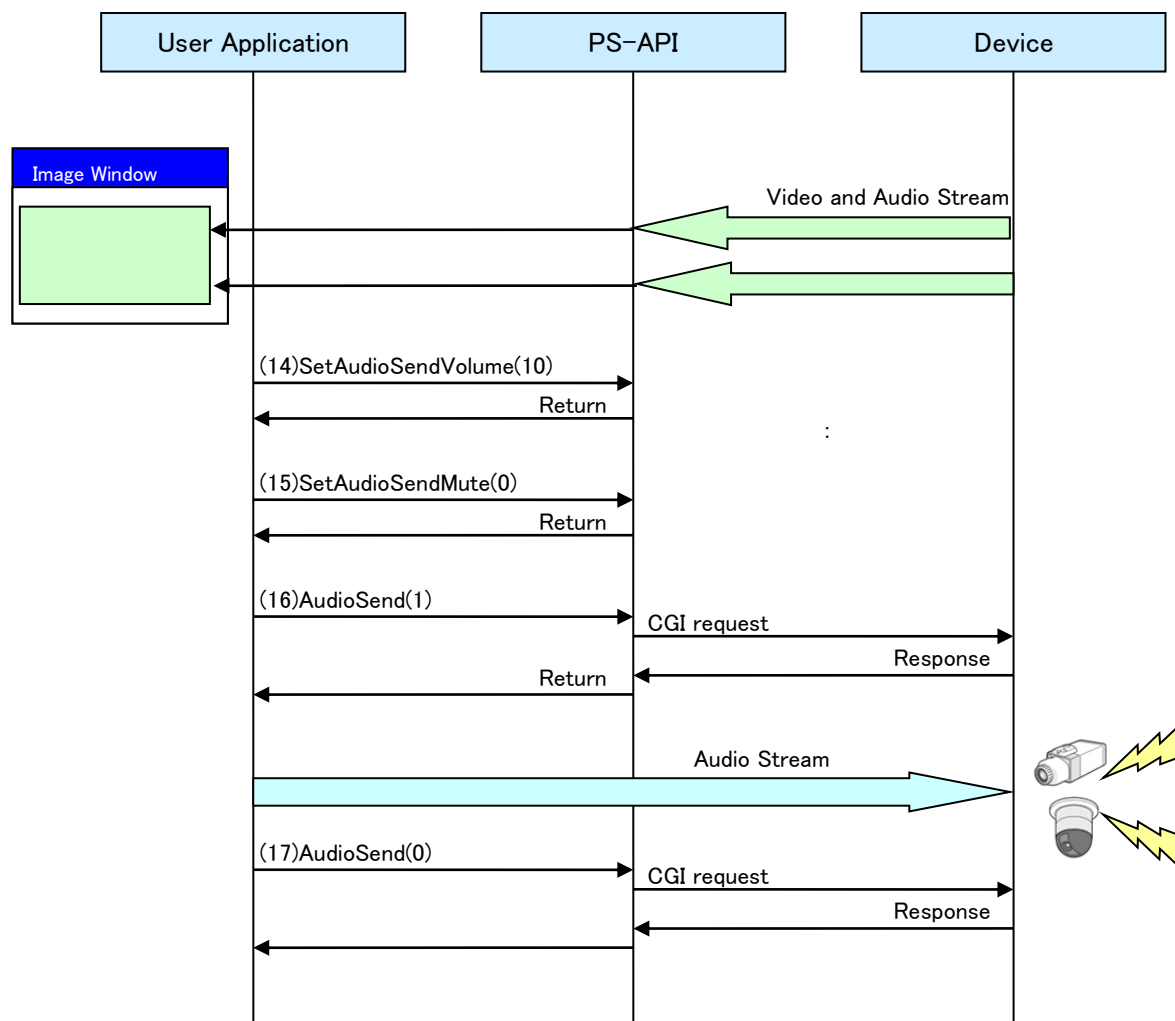 User Application
PS-API
Device
Image Window
Video and Audio Stream
(14)SetAudioSendVolume(10)
Return
:
(15)SetAudioSendMute(0)
Return
(16)AudioSend(1)
CGI request
Response
Return
Audio Stream
(17)AudioSend(0)
CGI request
Response